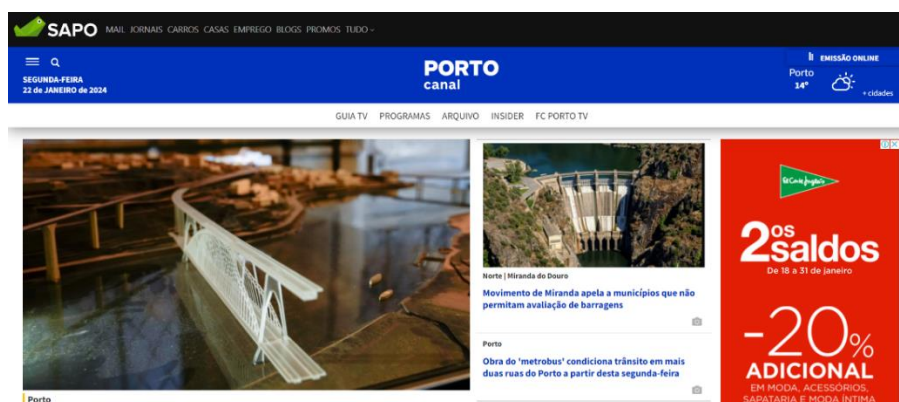 SAPO MAIL JORNAIS CARROS CASAS EMPREGO BLOGS PROMOS TUDO
SEGUNDA-FEIRA
22 de JANEIRO de 2024
PORTO
canal
EMISSÃO ONLINE
Porto
14°
+ cidades
GUIA TV PROGRAMAS ARQUIVO INSIDER FC PORTO TV
Porto
Norte | Miranda do Douro
Movimento de Miranda apela a municípios que não
permitam avaliação de barragens
Porto
Obra do 'metrobus' condiciona trânsito em mais
duas ruas do Porto a partir desta segunda-feira
El Corte Inglés
2os
saldos
De 18 a 31 de janeiro
-20%
ADICIONAL
EM MODA, ACESSÓRIOS,
SAPATARIA E MODA ÍNTIMA